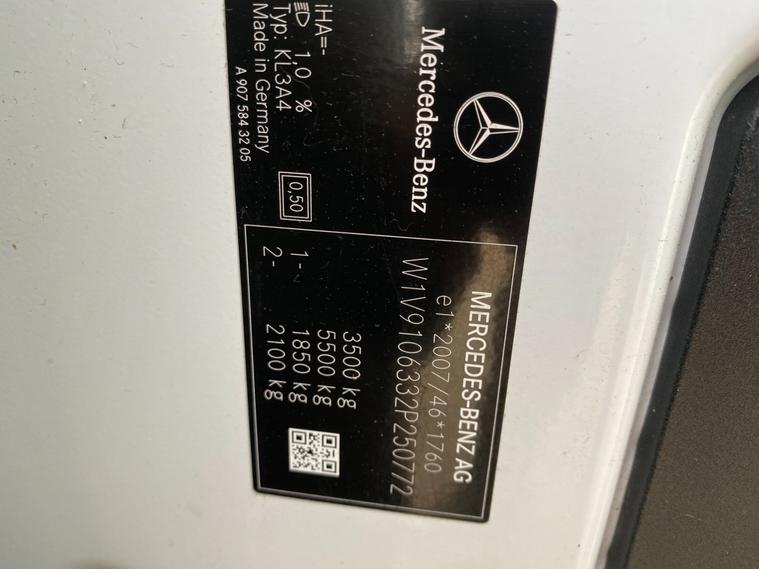 Mercedes-Benz
iHA=-
1,0 %
Typ: KL3A4
Made in Germany
A 907 584 32 05
0,50
MERCEDES-BENZ AG
e1*2007/46*1760
W1V9106332P250772
3500 kg
5500 kg
1- 1850 kg
2- 2100 kg